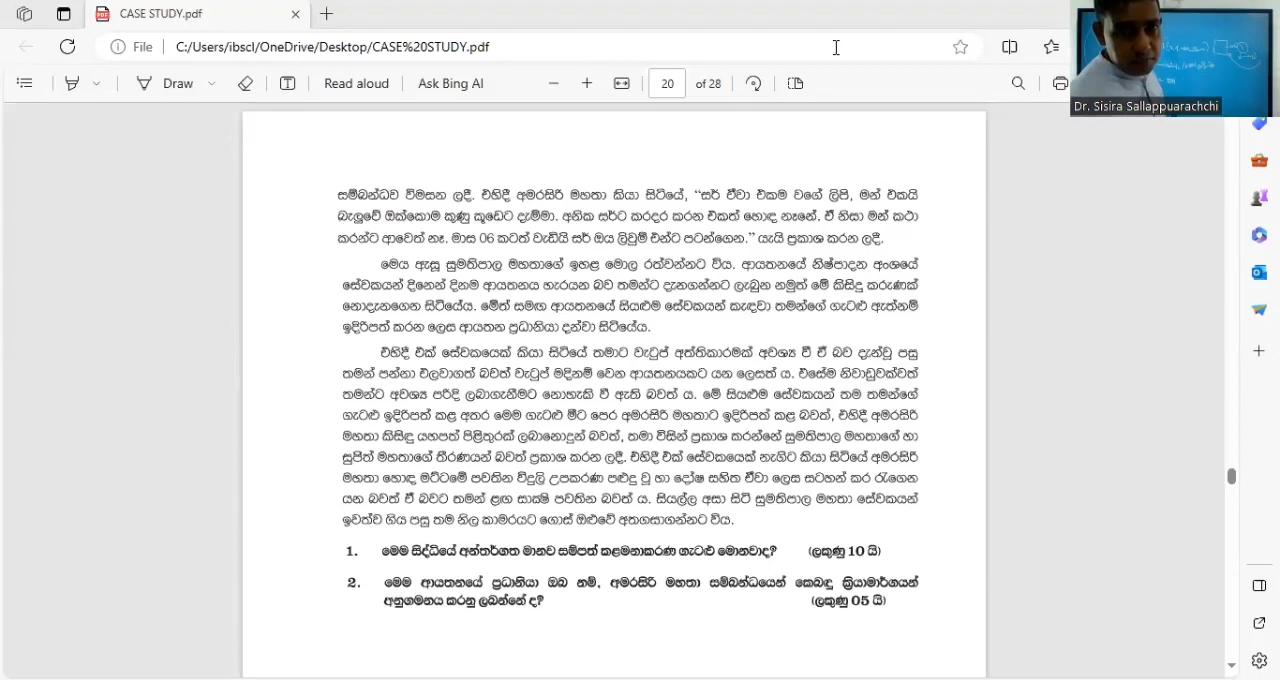 CASE STUDY.pdf
File C:/Users/ibscl/OneDrive/Desktop/CASE%20STUDY.pdf
Draw Read aloud Ask Bing AI 20 of 28
Dr. Sisira Sallappuarachchi
සම්බන්ධව විමසන ලදී. එහිදී අමරසිරි මහතා කියා සිටියේ, “සර් ඒවා එකම වගේ ලිපි, මන් එකයි
බැලුවේ ඔක්කොම කුණු කූඩෙට දැම්මා. අනික සර්ට කරදර කරන එකත් හොඳ නෑනේ. ඒ නිසා මන් කථා
කරන්ට ආවෙත් නෑ. මාස 06 කටත් වැඩියි සර් ඔය ලිවුම් එන්ට පටන්ගෙන.” යැයි ප්‍රකාශ කරන ලදී.
මෙය ඇසූ සුමතිපාල මහතාගේ ඉහළ මොල රත්වන්නට විය. ආයතනයේ නිෂ්පාදන අංශයේ
සේවකයන් දිනෙන් දිනම ආයතනය හැරයන බව තමන්ට දැනගන්නට ලැබුන නමුත් මේ කිසිදු කරුණක්
නොදැනගෙන සිටියේය. මේත් සමඟ ආයතනයේ සියළුම සේවකයන් කැඳවා තමන්ගේ ගැටළු ඇත්නම්
ඉදිරිපත් කරන ලෙස ආයතන ප්‍රධානියා දන්වා සිටියේය.
එහිදී එක් සේවකයෙක් කියා සිටියේ තමාට වැටුප් අත්තිකාරමක් අවශ්‍ය වී ඒ බව දැන්වූ පසු
තමන් පන්නා එලවාගත් බවත් වැටුප් මදිනම් වෙන ආයතනයකට යන ලෙසත් ය. එසේම නිවාඩුවක්වත්
තමන්ට අවශ්‍ය පරිදි ලබාගැනීමට නොහැකි වී ඇති බවත් ය. මේ සියළුම සේවකයන් තම තමන්ගේ
ගැටළු ඉදිරිපත් කළ අතර මෙම ගැටළු මීට පෙර අමරසිරි මහතාට ඉදිරිපත් කළ බවත්, එහිදී අමරසිරි
මහතා කිසිඳු යහපත් පිළිතුරක් ලබානොදුන් බවත්, තමා විසින් ප්‍රකාශ කරන්නේ සුමතිපාල මහතාගේ හා
සුජිත් මහතාගේ තීරණයන් බවත් ප්‍රකාශ කරන ලදී. එහිදී එක් සේවකයෙක් නැගිට කියා සිටියේ අමරසිරි
මහතා හොඳ මට්ටමේ පවතින විදුලි උපකරණ පළුදු වූ හා දෝෂ සහිත ඒවා ලෙස සටහන් කර රැගෙන
යන බවත් ඒ බවට තමන් ළඟ සාක්ෂි පවතින බවත් ය. සියල්ල අසා සිටි සුමතිපාල මහතා සේවකයන්
ඉවත්ව ගිය පසු තම නිල කාමරයට ගොස් ඔළුවේ අතගසාගන්නට විය.
1. මෙම සිද්ධියේ අන්තර්ගත මානව සම්පත් කළමනාකරණ ගැටළු මොනවාද? (ලකුණු 10 යි)
2. මෙම ආයතනයේ ප්‍රධානියා ඔබ නම්, අමරසිරි මහතා සම්බන්ධයෙන් කෙබඳු ක්‍රියාමාර්ගයන්
අනුගමනය කරනු ලබන්නේ ද? (ලකුණු 05 යි)